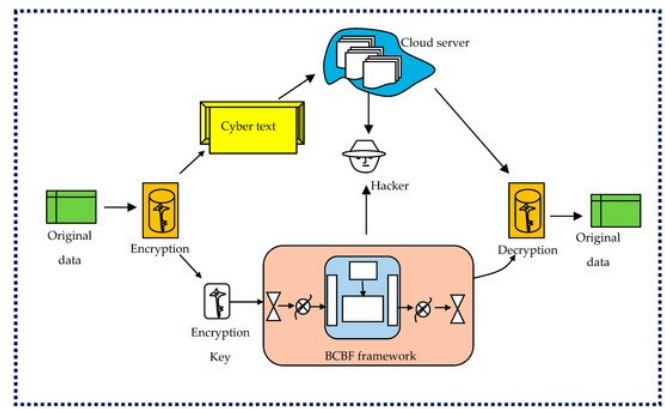 Cloud server
Cyber text
Hacker
Original
data
Encryption
Decryption
Original
data
Encryption
Key
BCBF framework